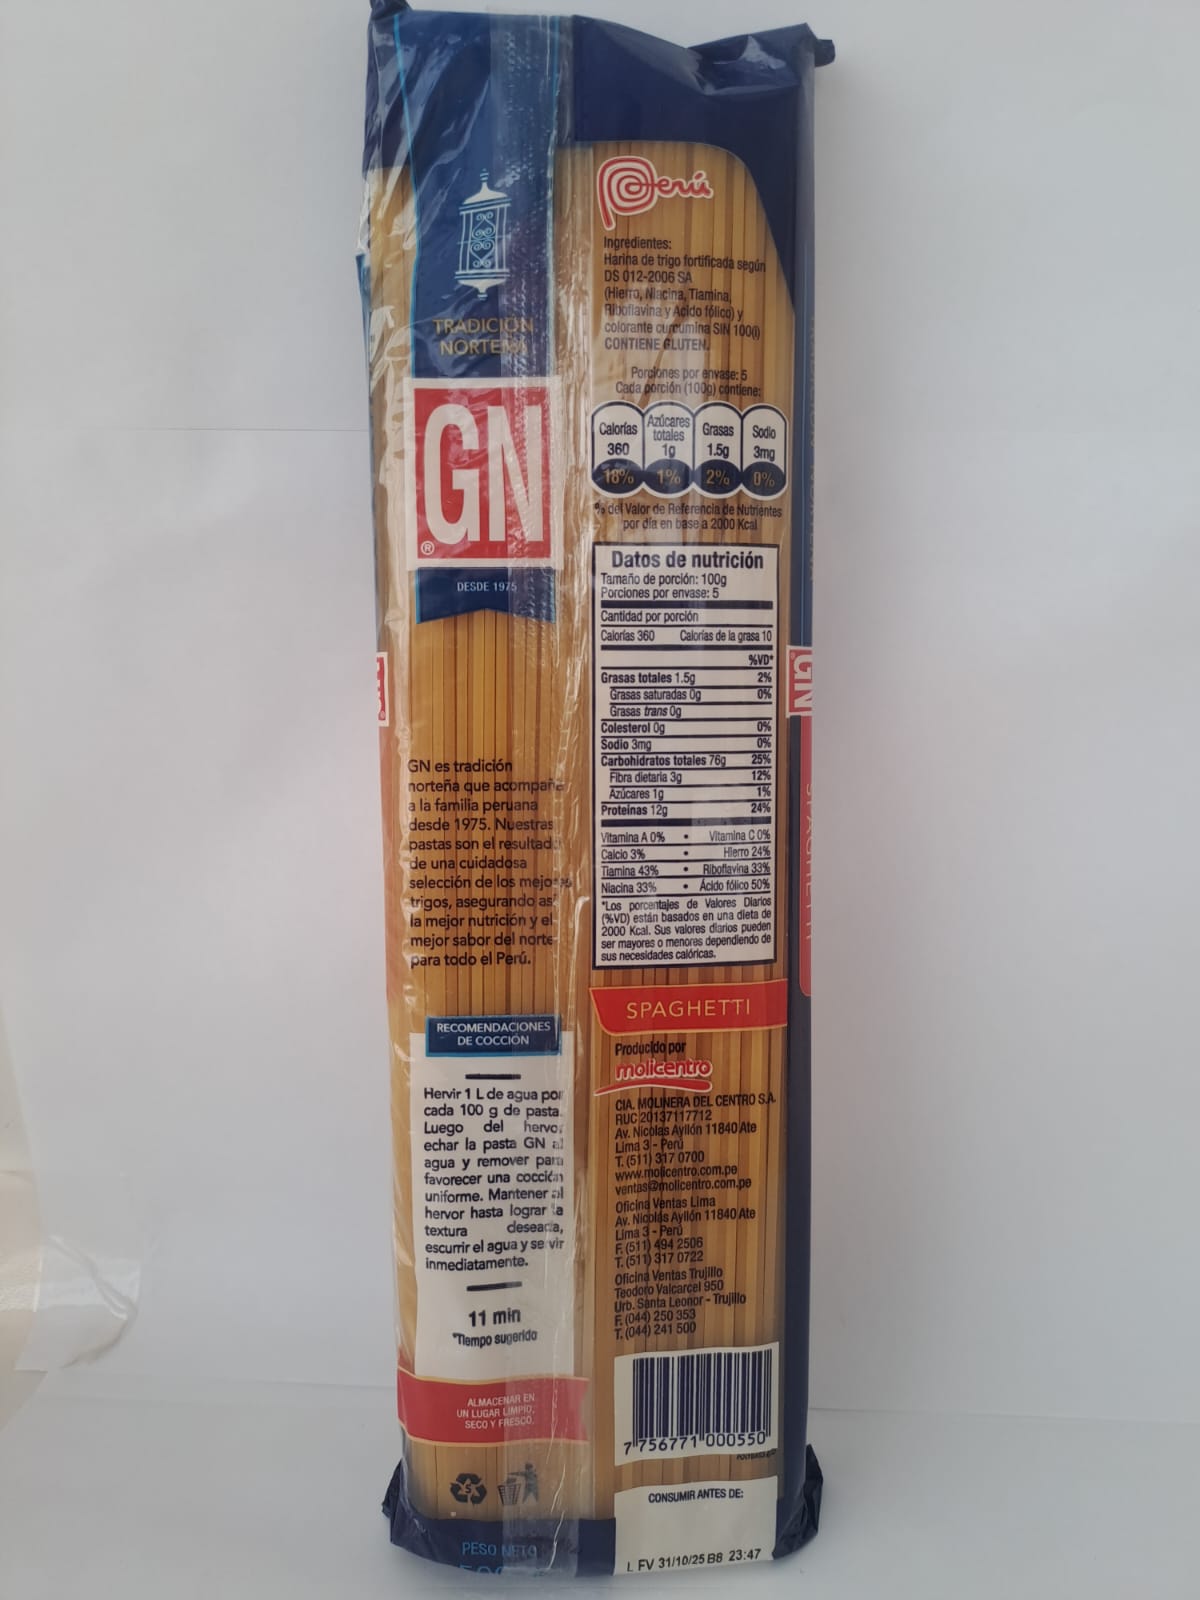 TRADICIÓN
NORTEÑA
GN
®
DESDE 1975
GN es tradición
norteña que acompaña
a la familia peruana
desde 1975. Nuestras
pastas son el resultado
de una cuidadosa
selección de los mejores
trigos, asegurando así
la mejor nutrición y el
mejor sabor del norte
para todo el Perú.
RECOMENDACIONES
DE COCCIÓN
Hervir 1 L de agua por
cada 100 g de pasta.
Luego del hervor
echar la pasta GN al
agua y remover para
favorecer una cocción
uniforme. Mantener al
hervor hasta lograr la
textura deseada,
escurrir el agua y servir
inmediatamente.
11 min
*Tiempo sugerido
ALMACENAR EN
UN LUGAR LIMPIO,
SECO Y FRESCO.
5
PESO NETO
Perú
Ingredientes:
Harina de trigo fortificada según
DS 012-2006 SA
(Hierro, Niacina, Tiamina,
Riboflavina y Acido fólico) y
colorante curcumina SIN 100(i)
CONTIENE GLUTEN.
Porciones por envase: 5
Cada porción (100g) contiene:
Calorías 360 18%
Azúcares totales 1g 1%
Grasas 1.5g 2%
Sodio 3mg 0%
% del Valor de Referencia de Nutrientes
por día en base a 2000 Kcal
Datos de nutrición
Tamaño de porción: 100g
Porciones por envase: 5
Cantidad por porción
Calorías 360 Calorías de la grasa 10
%VD*
Grasas totales 1.5g 2%
Grasas saturadas 0g 0%
Grasas trans 0g
Colesterol 0g 0%
Sodio 3mg 0%
Carbohidratos totales 76g 25%
Fibra dietaria 3g 12%
Azúcares 1g 1%
Proteínas 12g 24%
Vitamina A 0% • Vitamina C 0%
Calcio 3% • Hierro 24%
Tiamina 43% • Riboflavina 33%
Niacina 33% • Ácido fólico 50%
*Los porcentajes de Valores Diarios
(%VD) están basados en una dieta de
2000 Kcal. Sus valores diarios pueden
ser mayores o menores dependiendo de
sus necesidades calóricas.
SPAGHETTI
Producido por
molicentro
CIA. MOLINERA DEL CENTRO S.A.
RUC 20137117712
Av. Nicolás Ayllón 11840 Ate
Lima 3 - Perú
T. (511) 317 0700
www.molicentro.com.pe
ventas@molicentro.com.pe
Oficina Ventas Lima
Av. Nicolás Ayllón 11840 Ate
Lima 3 - Perú
F. (511) 494 2506
T. (511) 317 0722
Oficina Ventas Trujillo
Teodoro Valcarcel 950
Urb. Santa Leonor - Trujillo
F. (044) 250 353
T. (044) 241 500
7 756771 000550
CONSUMIR ANTES DE:
L FV 31/10/25 B8 23:47
GN
SPAGHETTI